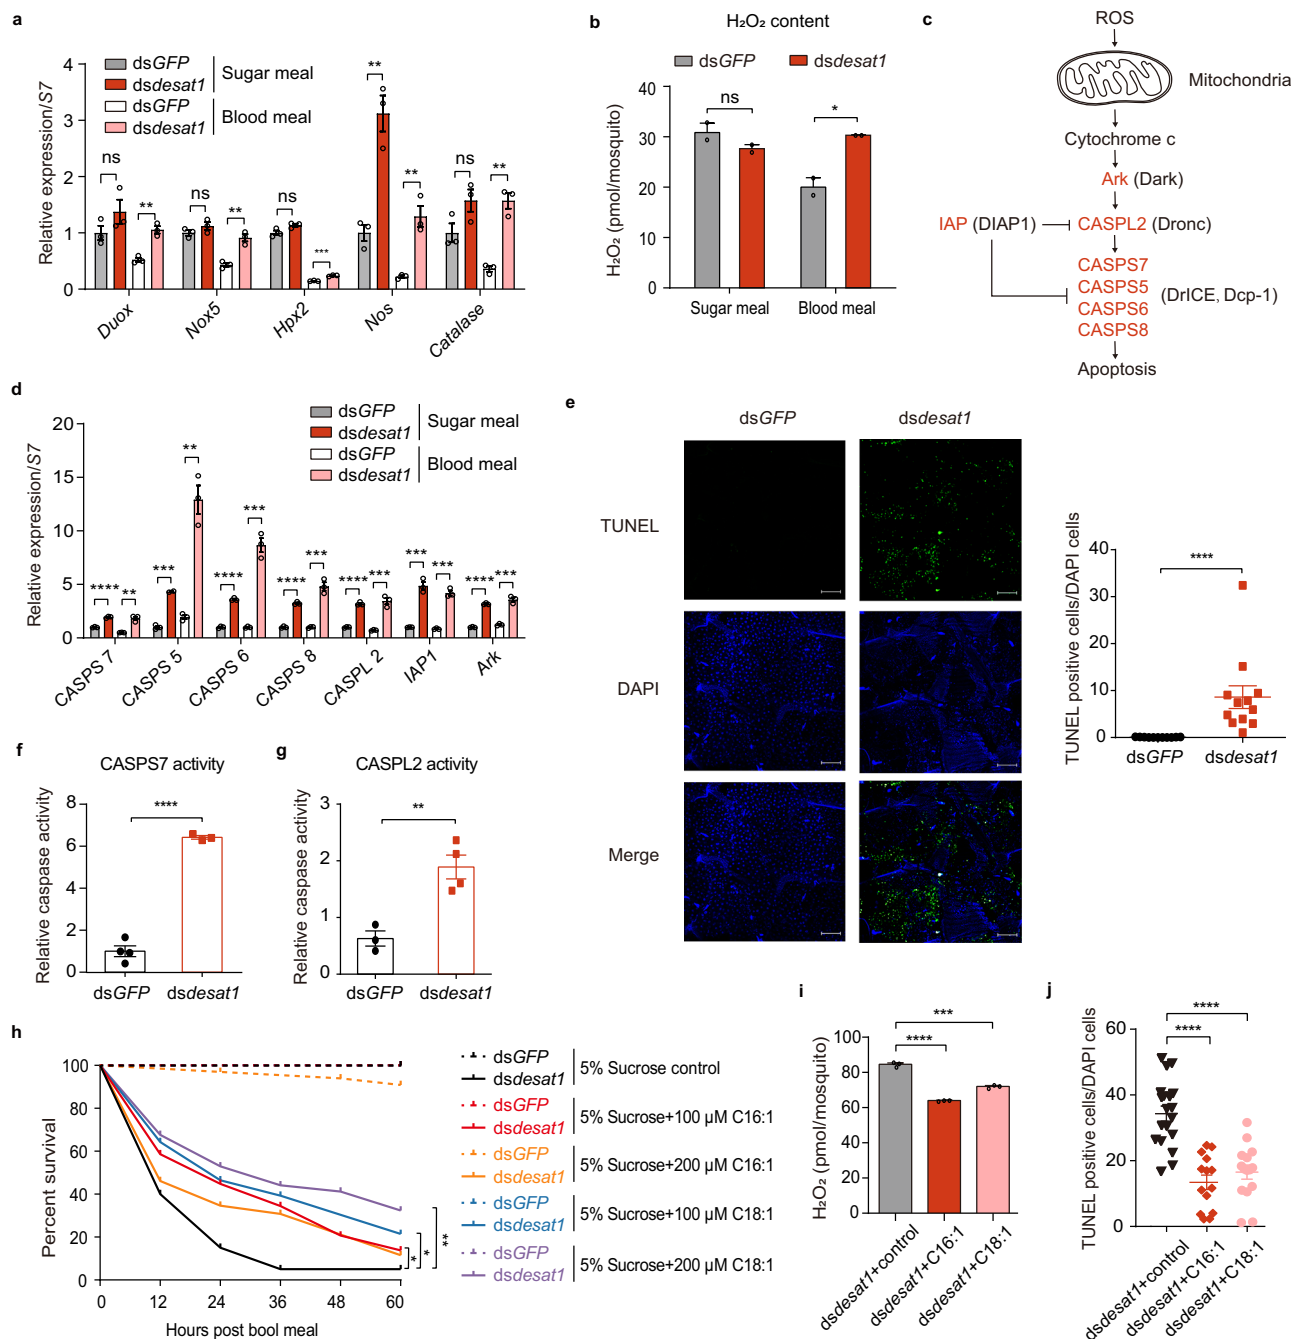 a
dsGFP
dsdesat1
Sugar meal
dsGFP
dsdesat1
Blood meal
Relative expression/S7
4
3
2
1
0
ns
**
ns
**
ns
***
**
**
ns
**
Duox
Nox5
Hpx2
Nos
Catalase
b
H₂O₂ content
dsGFP
dsdesat1
H₂O₂ (pmol/mosquito)
40
30
20
10
0
ns
*
Sugar meal
Blood meal
c
ROS
Mitochondria
Cytochrome c
Ark (Dark)
IAP (DIAP1)
CASPL2 (Dronc)
CASPS7
CASPS5
CASPS6
CASPS8
(DrICE, Dcp-1)
Apoptosis
d
dsGFP
dsdesat1
Sugar meal
dsGFP
dsdesat1
Blood meal
Relative expression/S7
20
15
10
5
0
****
**
***
**
****
***
****
***
****
***
***
***
****
***
CASPS 7
CASPS 5
CASPS 6
CASPS 8
CASPL 2
IAP1
Ark
e
dsGFP
dsdesat1
TUNEL
DAPI
Merge
TUNEL positive cells/DAPI cells
40
30
20
10
0
****
dsGFP
dsdesat1
f
CASPS7 activity
Relative caspase activity
8
6
4
2
0
****
dsGFP
dsdesat1
g
CASPL2 activity
Relative caspase activity
3
2
1
0
**
dsGFP
dsdesat1
h
Percent survival
100
80
60
40
20
0
0
12
24
36
48
60
Hours post bool meal
*
*
**
dsGFP
dsdesat1
5% Sucrose control
dsGFP
dsdesat1
5% Sucrose+100 µM C16:1
dsGFP
dsdesat1
5% Sucrose+200 µM C16:1
dsGFP
dsdesat1
5% Sucrose+100 µM C18:1
dsGFP
dsdesat1
5% Sucrose+200 µM C18:1
i
H₂O₂ (pmol/mosquito)
100
80
60
40
20
0
***
****
dsdesat1+control
dsdesat1+C16:1
dsdesat1+C18:1
j
TUNEL positive cells/DAPI cells
60
40
20
0
****
****
dsdesat1+control
dsdesat1+C16:1
dsdesat1+C18:1